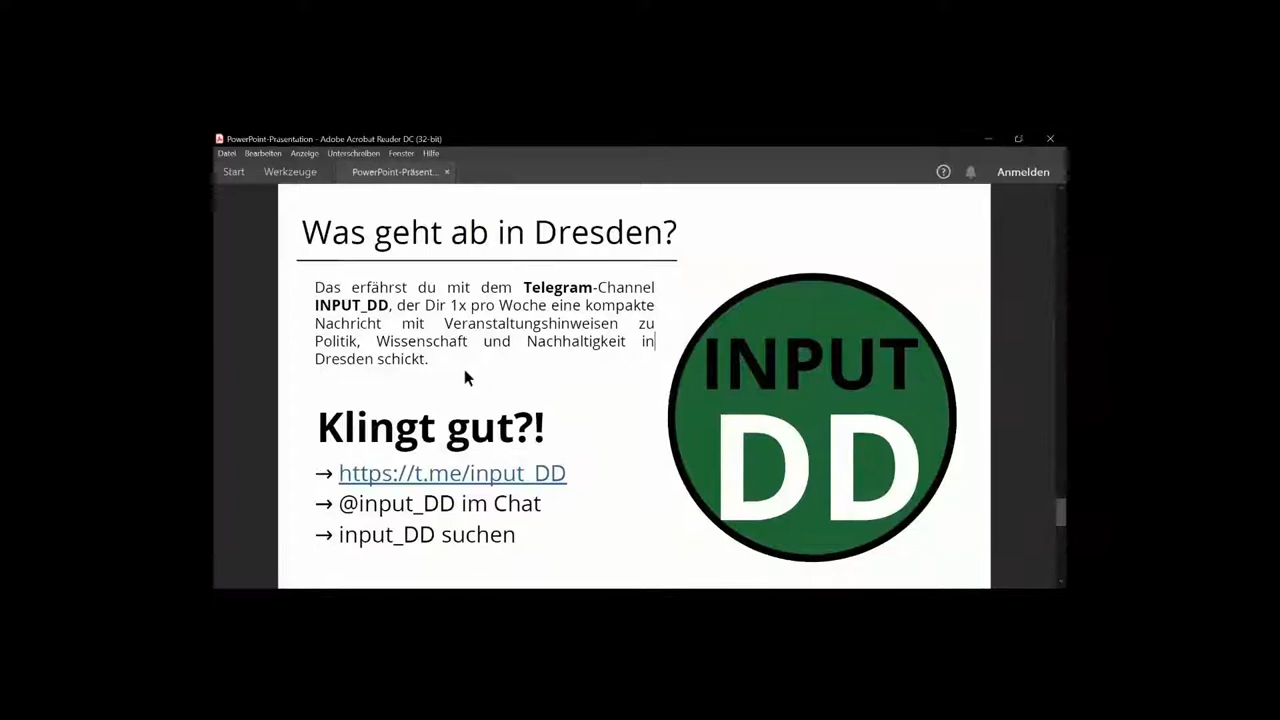 PowerPoint-Präsentation - Adobe Acrobat Reader DC (32-bit)
Datei Bearbeiten Anzeige Unterschreiben Fenster Hilfe
Start Werkzeuge PowerPoint-Präsent... × Anmelden
Was geht ab in Dresden?
Das erfährst du mit dem Telegram-Channel
INPUT_DD, der Dir 1x pro Woche eine kompakte
Nachricht mit Veranstaltungshinweisen zu
Politik, Wissenschaft und Nachhaltigkeit in
Dresden schickt.
Klingt gut?!
→ https://t.me/input_DD
→ @input_DD im Chat
→ input_DD suchen
INPUT
DD